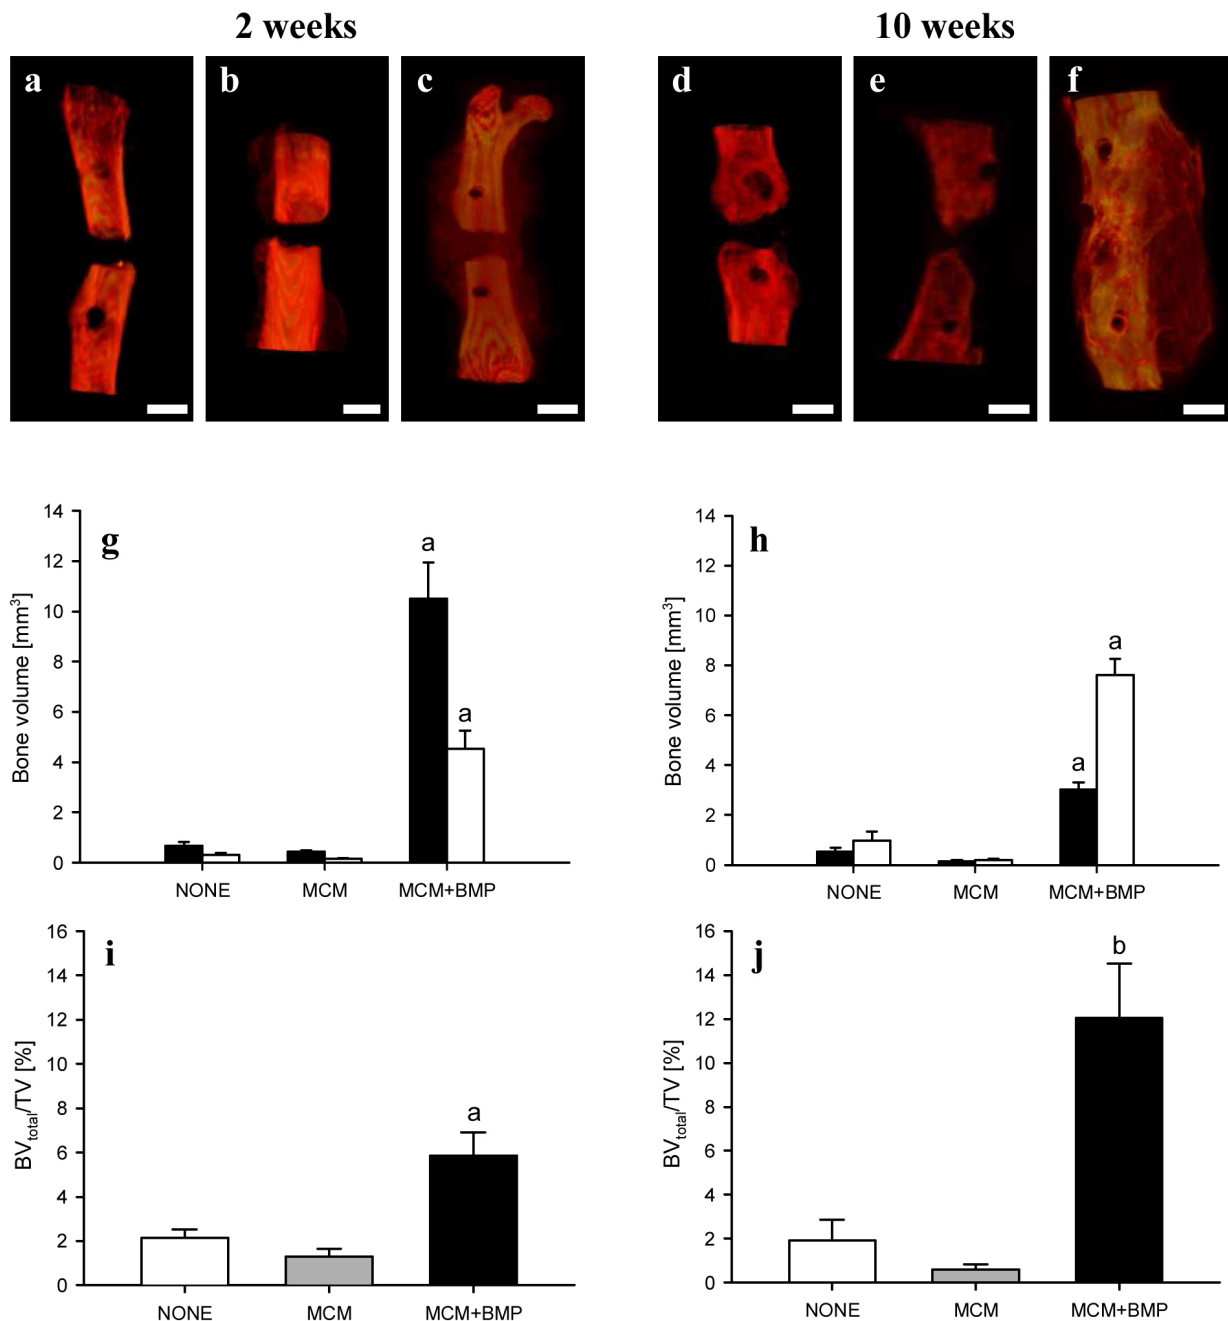 2 weeks 10 weeks
a b c d e f
g
14
12
10
8
6
4
2
0
Bone volume [mm³]
a
a
NONE MCM MCM+BMP
h
14
12
10
8
6
4
2
0
Bone volume [mm³]
a
a
NONE MCM MCM+BMP
i
16
14
12
10
8
6
4
2
0
BVtotal/TV [%]
a
NONE MCM MCM+BMP
j
16
14
12
10
8
6
4
2
0
BVtotal/TV [%]
b
NONE MCM MCM+BMP